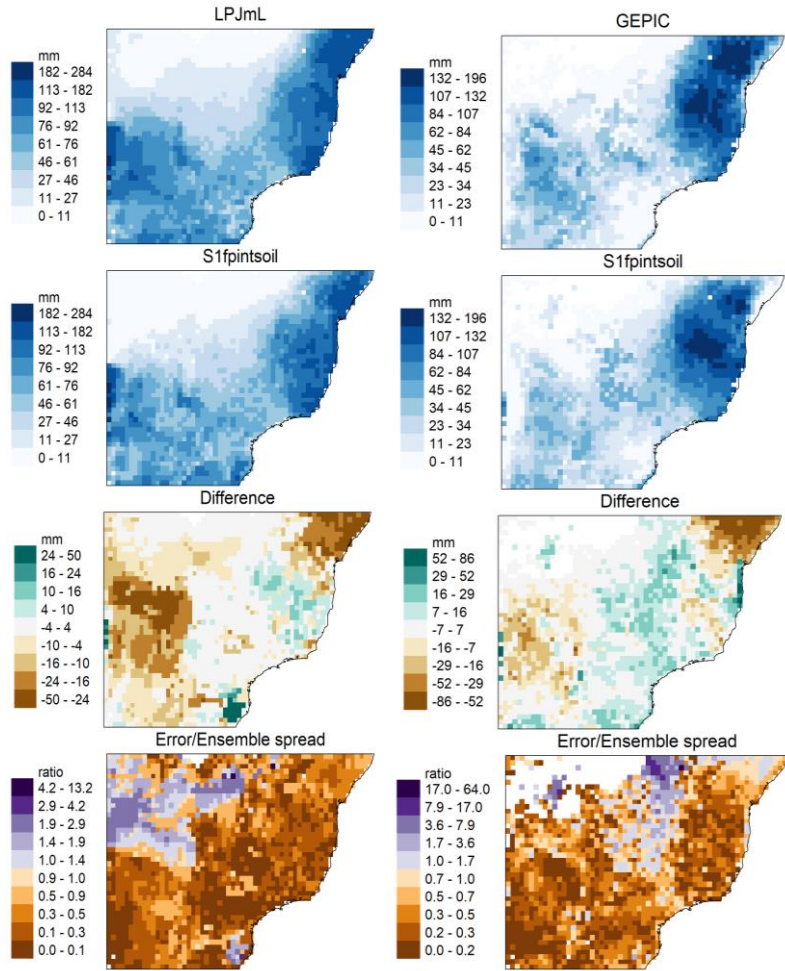 LPJmL
mm
182 - 284
113 - 182
92 - 113
76 - 92
61 - 76
46 - 61
27 - 46
11 - 27
0 - 11
GEPIC
mm
132 - 196
107 - 132
84 - 107
62 - 84
45 - 62
34 - 45
23 - 34
11 - 23
0 - 11
S1fpintsoil
mm
182 - 284
113 - 182
92 - 113
76 - 92
61 - 76
46 - 61
27 - 46
11 - 27
0 - 11
S1fpintsoil
mm
132 - 196
107 - 132
84 - 107
62 - 84
45 - 62
34 - 45
23 - 34
11 - 23
0 - 11
Difference
mm
24 - 50
16 - 24
10 - 16
4 - 10
-4 - 4
-10 - -4
-16 - -10
-24 - -16
-50 - -24
Difference
mm
52 - 86
29 - 52
16 - 29
7 - 16
-7 - 7
-16 - -7
-29 - -16
-52 - -29
-86 - -52
Error/Ensemble spread
ratio
4.2 - 13.2
2.9 - 4.2
1.9 - 2.9
1.4 - 1.9
1.0 - 1.4
0.9 - 1.0
0.5 - 0.9
0.3 - 0.5
0.1 - 0.3
0.0 - 0.1
Error/Ensemble spread
ratio
17.0 - 64.0
7.9 - 17.0
3.6 - 7.9
1.7 - 3.6
1.0 - 1.7
0.7 - 1.0
0.5 - 0.7
0.3 - 0.5
0.2 - 0.3
0.0 - 0.2